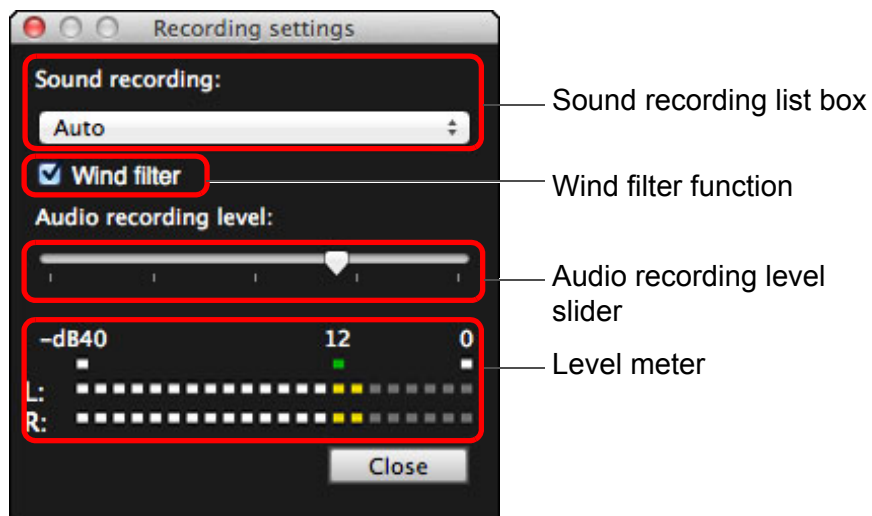 Recording settings
Sound recording:
Auto
Sound recording list box
Wind filter
Wind filter function
Audio recording level:
Audio recording level
slider
−dB40 12 0
Level meter
L:
R:
Close